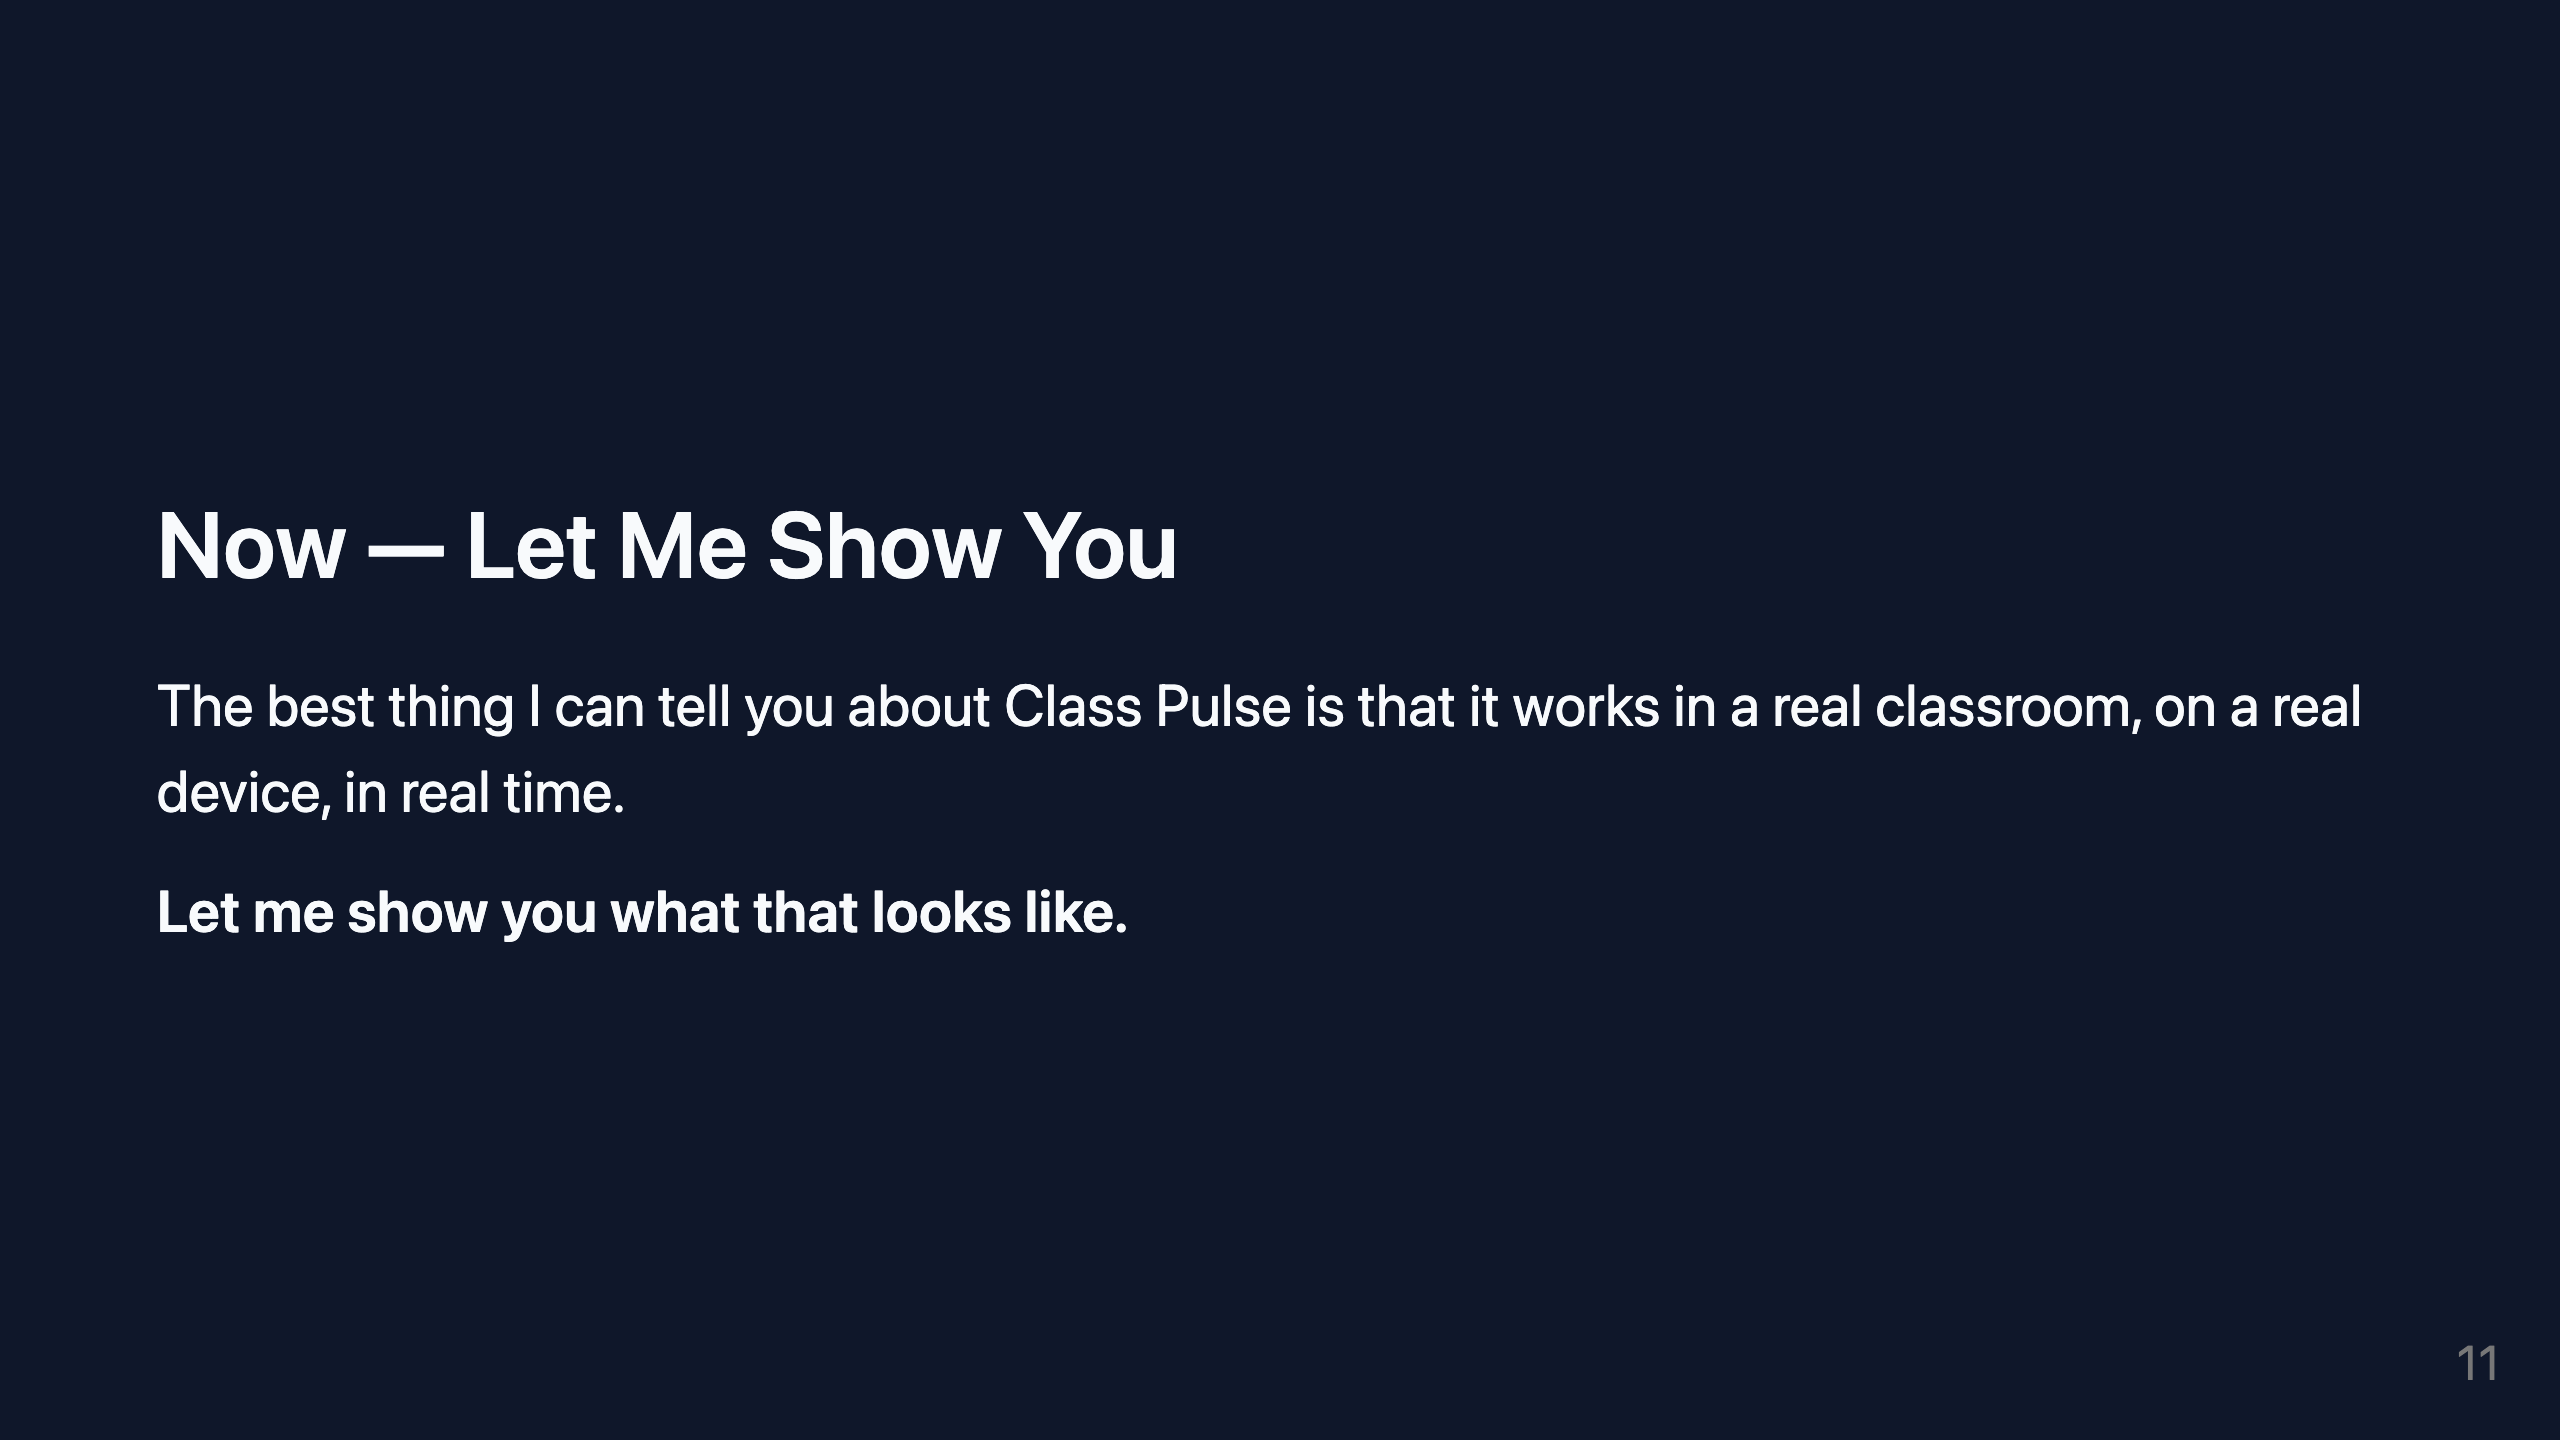 Now — Let Me Show You
The best thing I can tell you about Class Pulse is that it works in a real classroom, on a real
device, in real time.
Let me show you what that looks like.
11